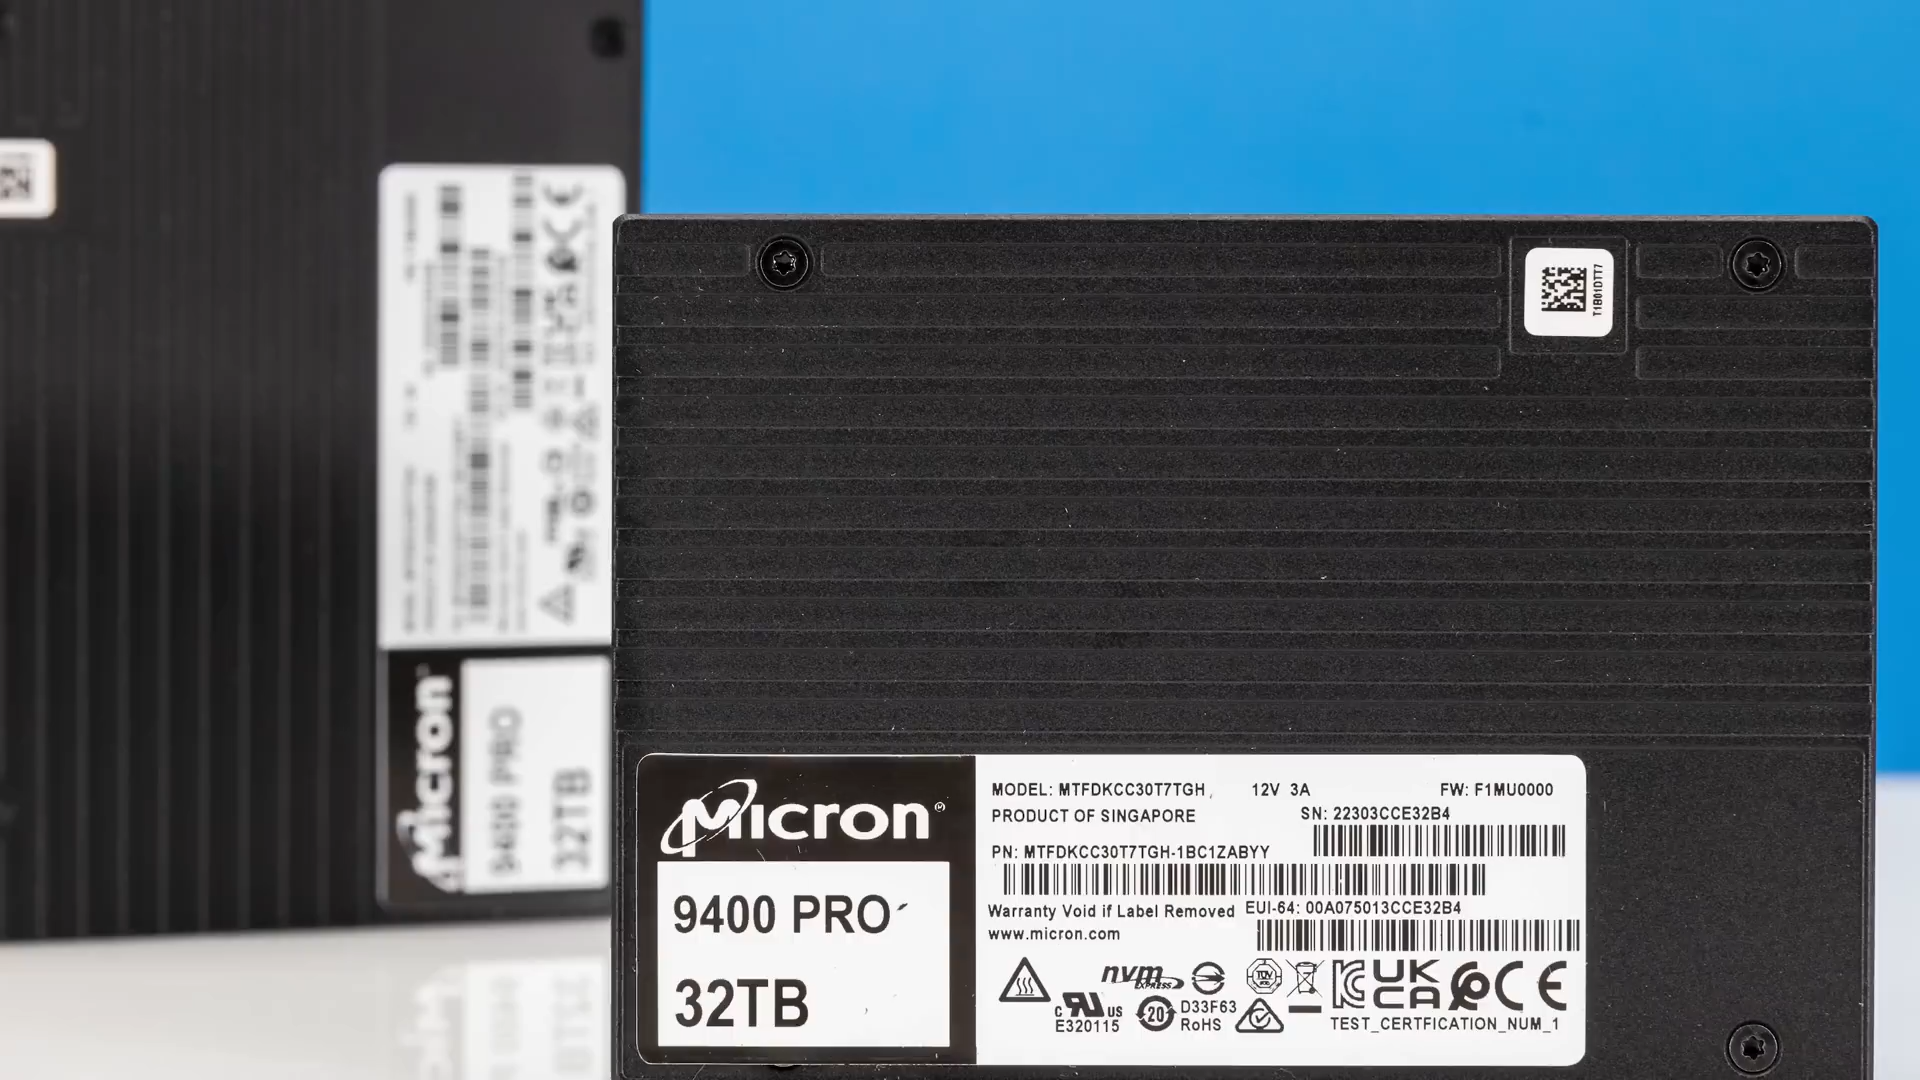 T1B01DTT7
Micron
9400 PRO
32TB
MODEL: MTFDKCC30T7TGH 12V 3A FW: F1MU0000
PRODUCT OF SINGAPORE SN: 22303CCE32B4
PN: MTFDKCC30T7TGH-1BC1ZABYY
Warranty Void if Label Removed EUI-64: 00A075013CCE32B4
www.micron.com
nvm EXPRESS
TÜV
UK CA
CE
c RU US
E320115
20
D33F63
RoHS
TEST_CERTFICATION_NUM_1
Micron
9400 PRO
32TB